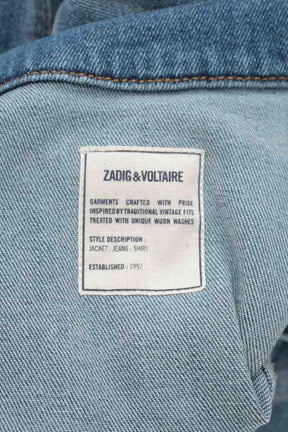 ZADIG&VOLTAIRE
GARMENTS CRAFTED WITH PRIDE
INSPIRED BY TRADITIONAL VINTAGE FITS
TREATED WITH UNIQUE WORN WASHES
STYLE DESCRIPTION :
JACKET : JEANS : SHIRT
ESTABLISHED : 1997